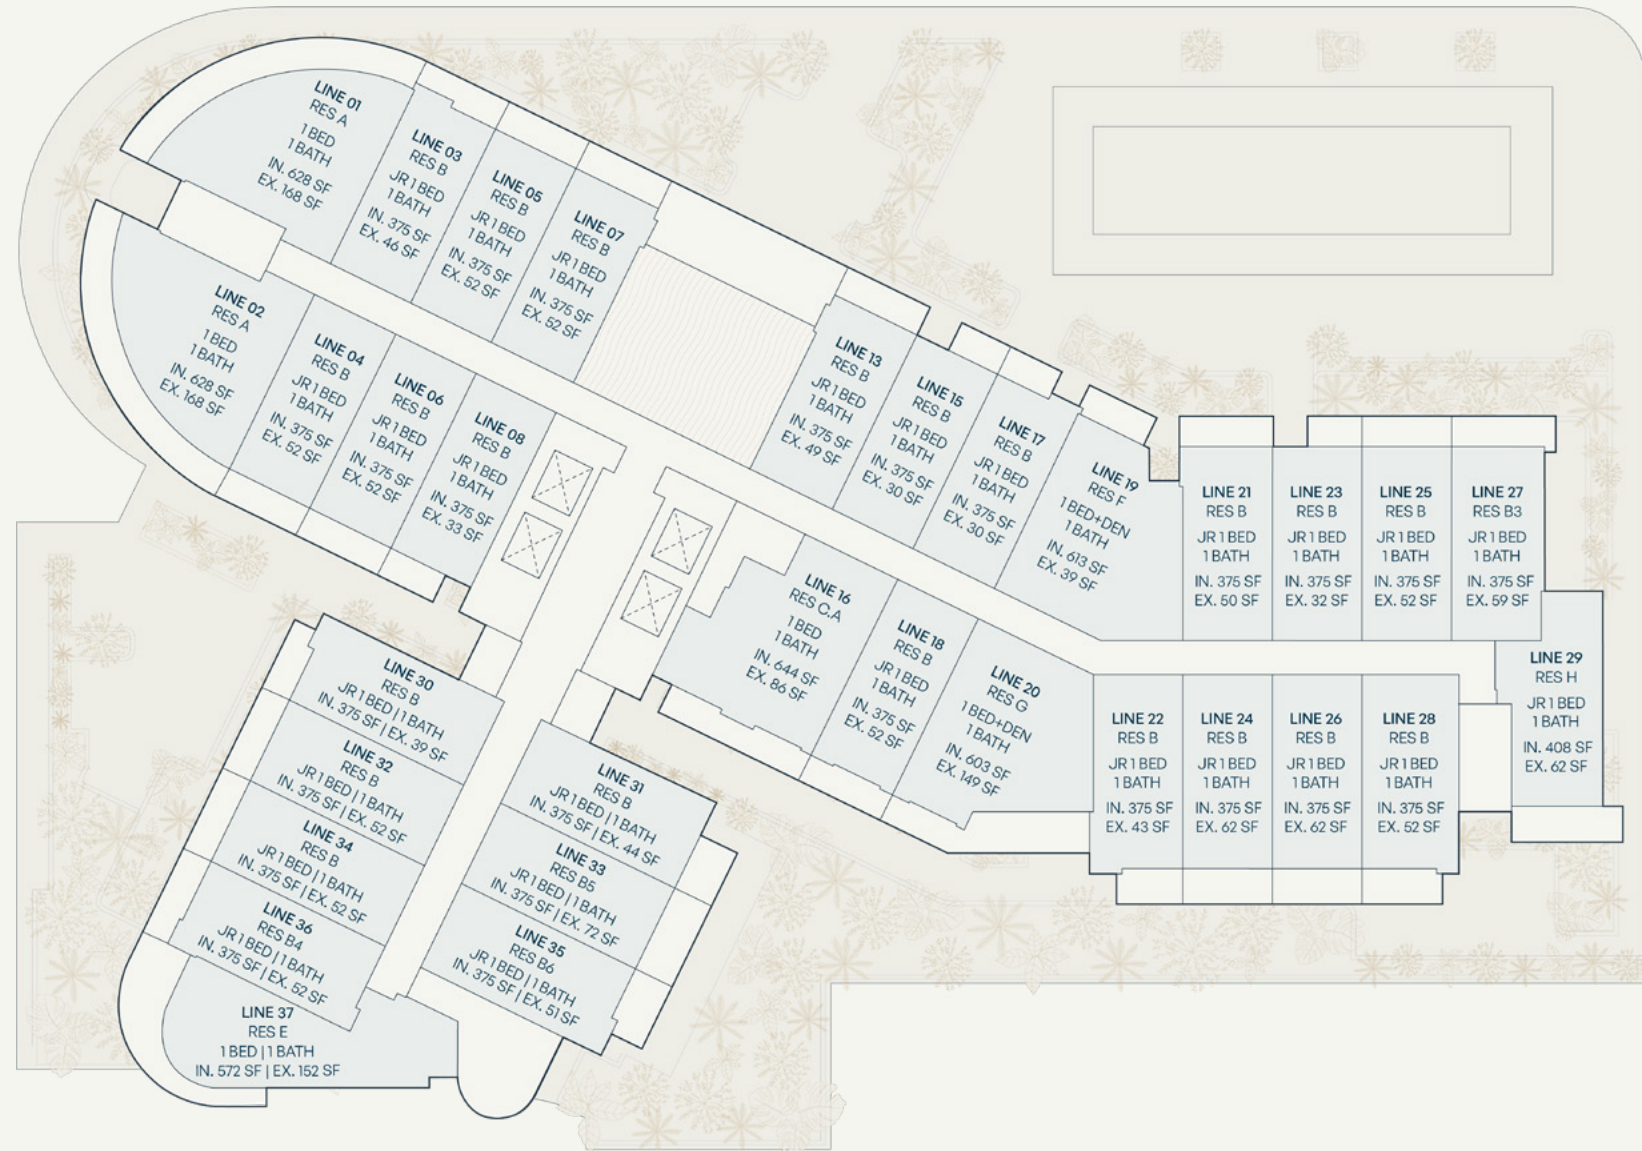 LINE 01
RES A
1 BED
1 BATH
IN. 628 SF
EX. 168 SF
LINE 03
RES B
JR 1 BED
1 BATH
IN. 375 SF
EX. 46 SF
LINE 05
RES B
JR 1 BED
1 BATH
IN. 375 SF
EX. 52 SF
LINE 07
RES B
JR 1 BED
1 BATH
IN. 375 SF
EX. 52 SF
LINE 02
RES A
1 BED
1 BATH
IN. 628 SF
EX. 168 SF
LINE 04
RES B
JR 1 BED
1 BATH
IN. 375 SF
EX. 52 SF
LINE 06
RES B
JR 1 BED
1 BATH
IN. 375 SF
EX. 52 SF
LINE 08
RES B
JR 1 BED
1 BATH
IN. 375 SF
EX. 33 SF
LINE 13
RES B
JR 1 BED
1 BATH
IN. 375 SF
EX. 49 SF
LINE 15
RES B
JR 1 BED
1 BATH
IN. 375 SF
EX. 30 SF
LINE 17
RES B
JR 1 BED
1 BATH
IN. 375 SF
EX. 30 SF
LINE 19
RES F
1 BED+DEN
1 BATH
IN. 613 SF
EX. 39 SF
LINE 21
RES B
JR 1 BED
1 BATH
IN. 375 SF
EX. 50 SF
LINE 23
RES B
JR 1 BED
1 BATH
IN. 375 SF
EX. 32 SF
LINE 25
RES B
JR 1 BED
1 BATH
IN. 375 SF
EX. 52 SF
LINE 27
RES B3
JR 1 BED
1 BATH
IN. 375 SF
EX. 59 SF
LINE 16
RES C.A
1 BED
1 BATH
IN. 644 SF
EX. 86 SF
LINE 18
RES B
JR 1 BED
1 BATH
IN. 375 SF
EX. 52 SF
LINE 20
RES G
1 BED+DEN
1 BATH
IN. 603 SF
EX. 149 SF
LINE 22
RES B
JR 1 BED
1 BATH
IN. 375 SF
EX. 43 SF
LINE 24
RES B
JR 1 BED
1 BATH
IN. 375 SF
EX. 62 SF
LINE 26
RES B
JR 1 BED
1 BATH
IN. 375 SF
EX. 62 SF
LINE 28
RES B
JR 1 BED
1 BATH
IN. 375 SF
EX. 52 SF
LINE 29
RES H
JR 1 BED
1 BATH
IN. 408 SF
EX. 62 SF
LINE 30
RES B
JR 1 BED | 1 BATH
IN. 375 SF | EX. 39 SF
LINE 32
RES B
JR 1 BED | 1 BATH
IN. 375 SF | EX. 52 SF
LINE 34
RES B
JR 1 BED | 1 BATH
IN. 375 SF | EX. 52 SF
LINE 36
RES B4
JR 1 BED | 1 BATH
IN. 375 SF | EX. 52 SF
LINE 37
RES E
1 BED | 1 BATH
IN. 572 SF | EX. 152 SF
LINE 31
RES B
JR 1 BED | 1 BATH
IN. 375 SF | EX. 44 SF
LINE 33
RES B5
JR 1 BED | 1 BATH
IN. 375 SF | EX. 72 SF
LINE 35
RES B6
JR 1 BED | 1 BATH
IN. 375 SF | EX. 51 SF